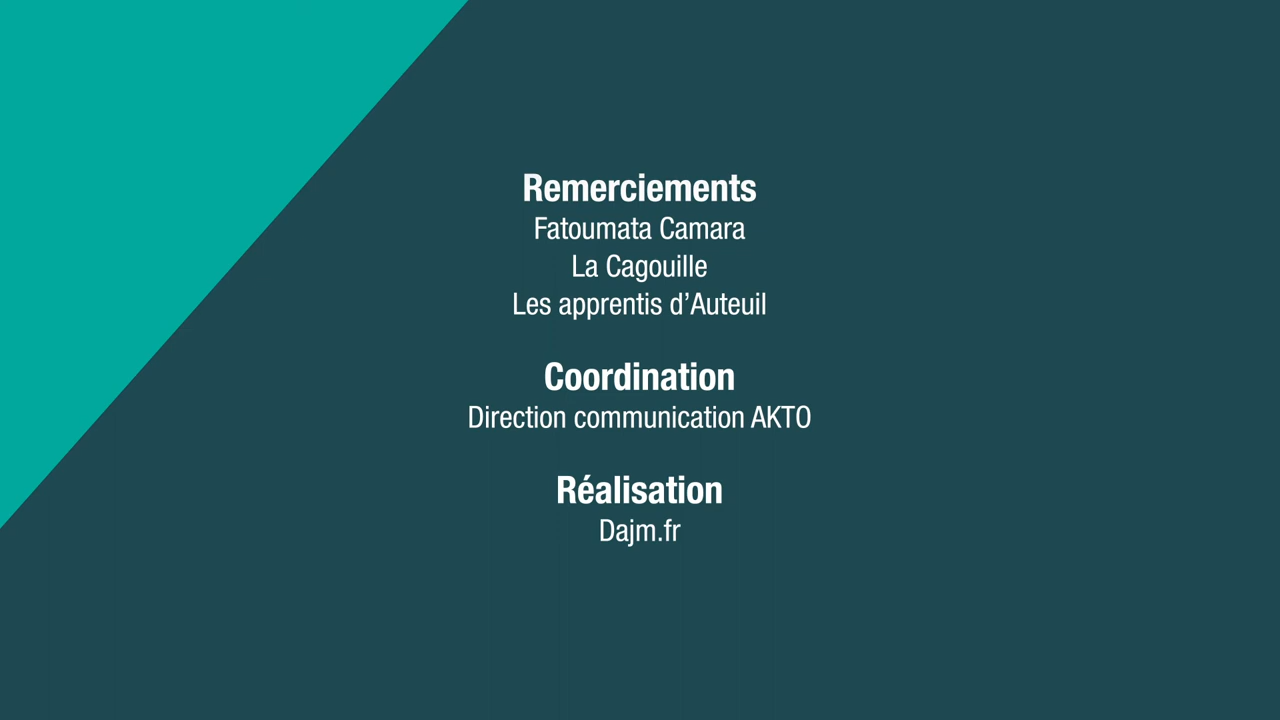 Remerciements
Fatoumata Camara
La Cagouille
Les apprentis d’Auteuil
Coordination
Direction communication AKTO
Réalisation
Dajm.fr